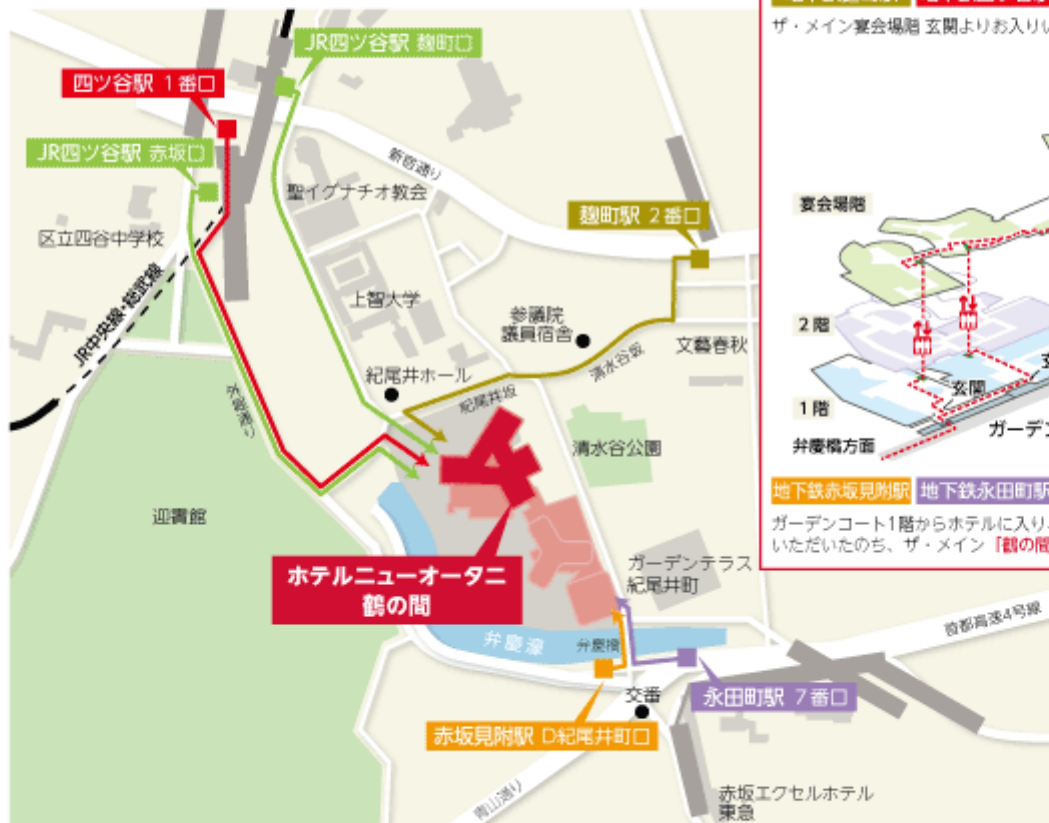 ザ・メイン宴会場階 玄関よりお入りい
JR四ツ谷駅 麹町口
四ツ谷駅 1番口
JR四ツ谷駅 赤坂口
新宿通り
聖イグナチオ教会
麹町駅 2番口
宴会場階
区立四谷中学校
JR中央線・総武線
上智大学
参議院
議員宿舎
清水谷坂
文藝春秋
2階
紀尾井ホール
紀尾井坂
玄関
玄
1階
ガーデン
弁慶橋方面
清水谷公園
地下鉄赤坂見附駅
地下鉄永田町駅
迎賓館
ガーデンコート1階からホテルに入り、
いただいたのち、ザ・メイン「鶴の間
ホテルニューオータニ
鶴の間
ガーデンテラス
紀尾井町
首都高速4号線
弁慶濠
弁慶橋
交番
永田町駅 7番口
赤坂見附駅 D紀尾井町口
青山通り
赤坂エクセルホテル
東急